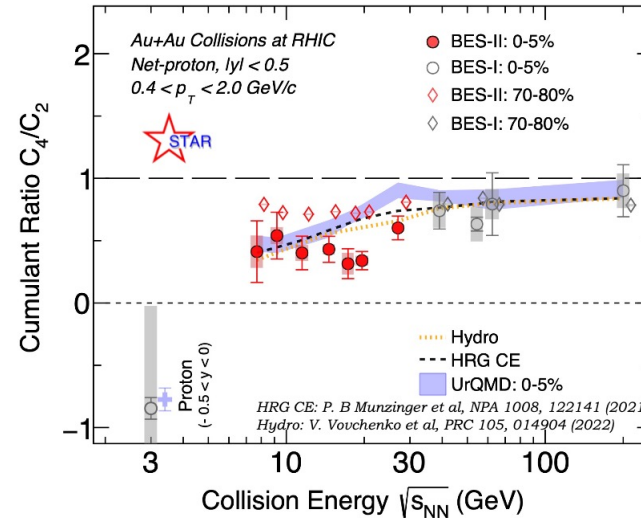 Au+Au Collisions at RHIC
Net-proton, |y| < 0.5
0.4 < p_T < 2.0 GeV/c
BES-II: 0-5%
BES-I: 0-5%
BES-II: 70-80%
BES-I: 70-80%
STAR
Cumulant Ratio C₄/C₂
1
0
−1
Proton
(- 0.5 < y < 0)
Hydro
HRG CE
UrQMD: 0-5%
HRG CE: P. B Munzinger et al, NPA 1008, 122141 (2021
Hydro: V. Vovchenko et al, PRC 105, 014904 (2022)
3 10 30 100
Collision Energy √s_NN (GeV)